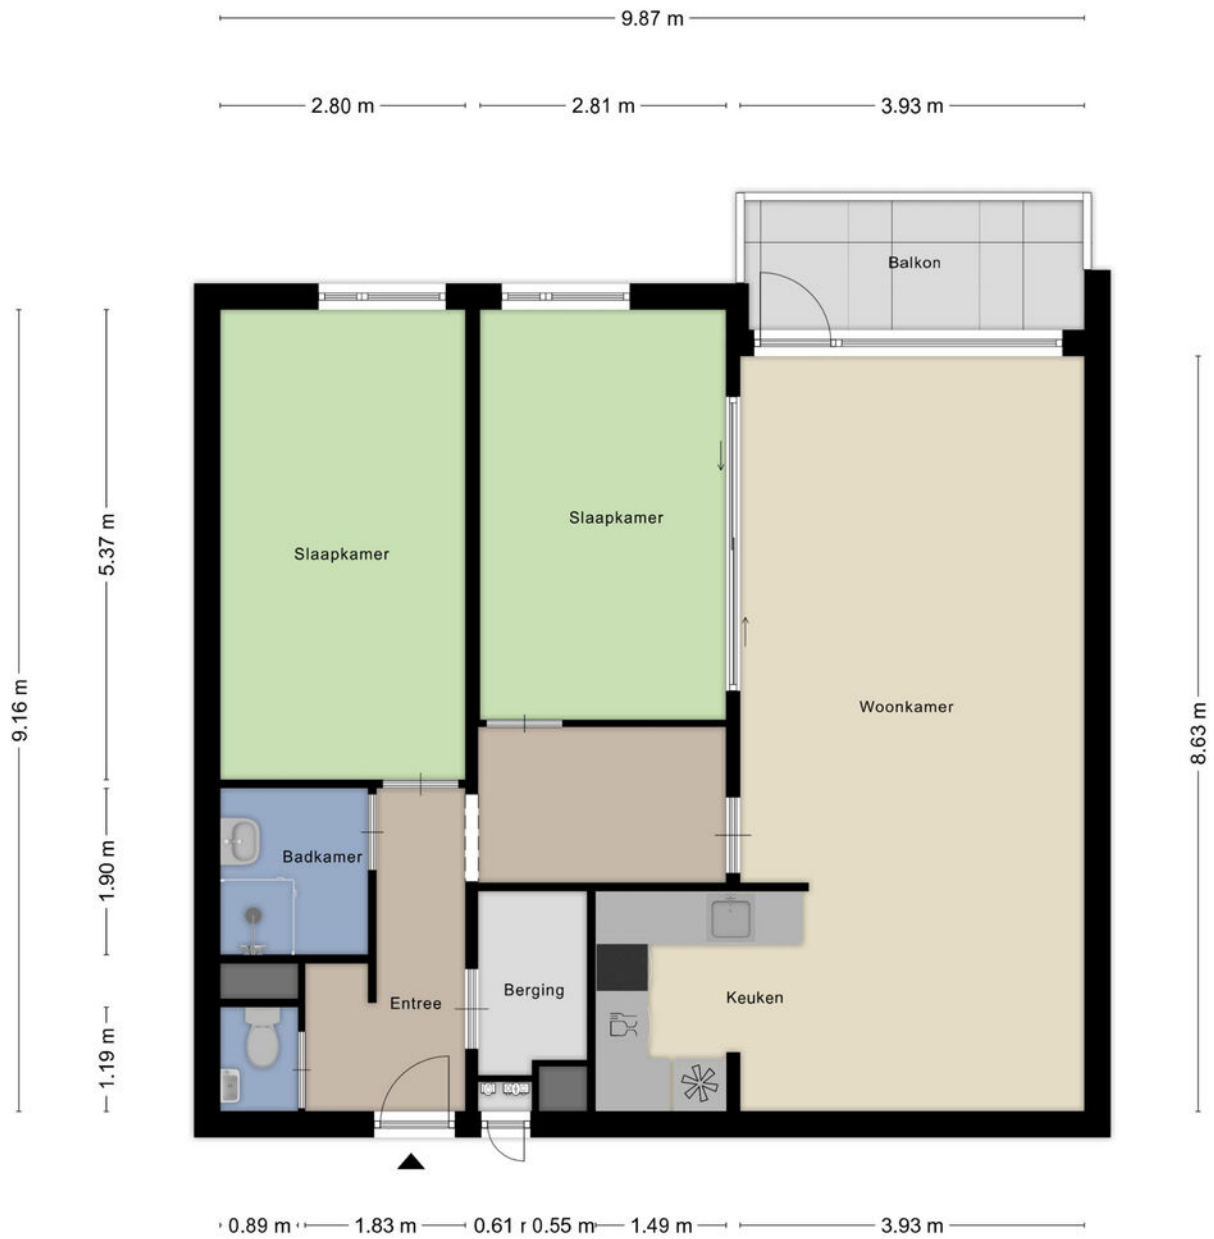 9.87 m
2.80 m
2.81 m
3.93 m
Balkon
Slaapkamer
Slaapkamer
5.37 m
Woonkamer
9.16 m
8.63 m
Badkamer
1.90 m
Berging
Keuken
Entree
1.19 m
0.89 m
1.83 m
0.61 r
0.55 m
1.49 m
3.93 m